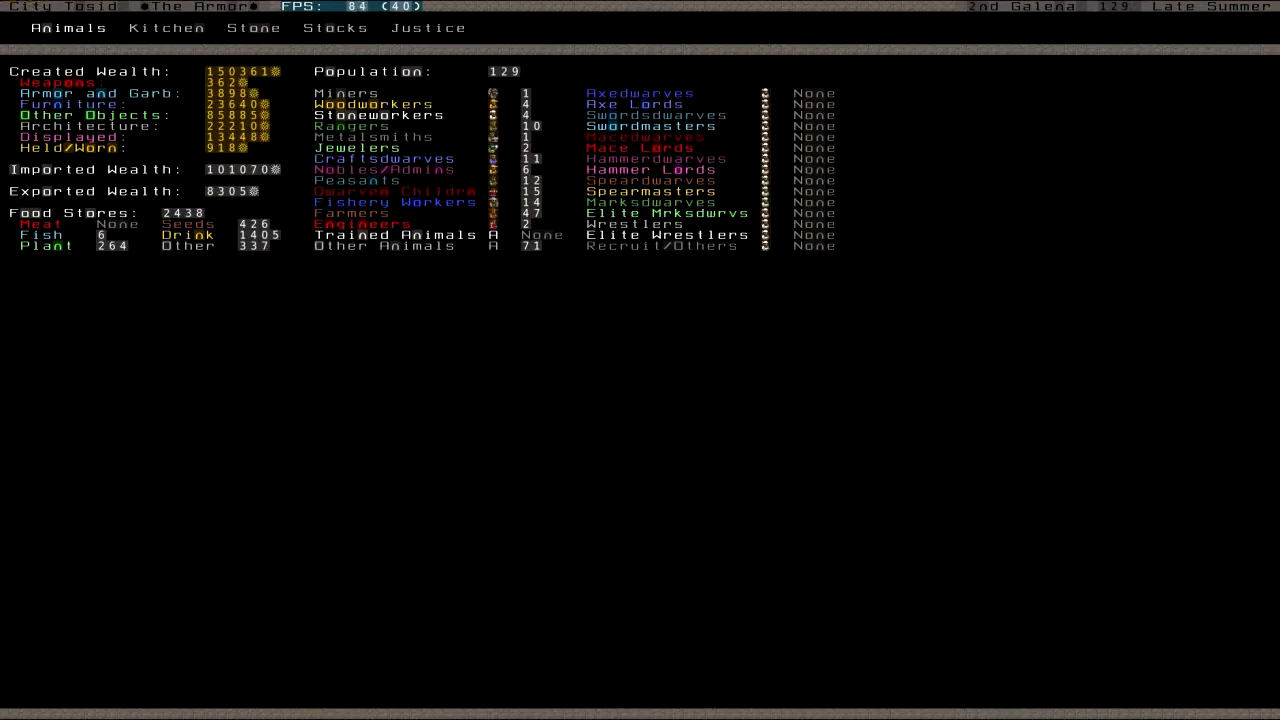 City Tosid •The Armor• FPS: 84 (40) 2nd Galena 129 Late Summer
Animals Kitchen Stone Stocks Justice
Created Wealth: 150361☼ Population: 129
Weapons: 362☼
Armor and Garb: 3898☼ Miners 1 Axedwarves None
Furniture: 23640☼ Woodworkers 4 Axe Lords None
Other Objects: 85885☼ Stoneworkers 4 Swordsdwarves None
Architecture: 22210☼ Rangers 10 Swordmasters None
Displayed: 13448☼ Metalsmiths 1 Macedwarves None
Held/Worn: 918☼ Jewelers 2 Mace Lords None
Craftsdwarves 11 Hammerdwarves None
Imported Wealth: 101070☼ Nobles/Admins 6 Hammer Lords None
Peasants 12 Speardwarves None
Exported Wealth: 8305☼ Dwarven Childrn 15 Spearmasters None
Fishery Workers 14 Marksdwarves None
Food Stores: 2438 Farmers 47 Elite Mrksdwrvs None
Meat None Seeds 426 Engineers 2 Wrestlers None
Fish 6 Drink 1405 Trained Animals A None Elite Wrestlers None
Plant 264 Other 337 Other Animals A 71 Recruit/Others None